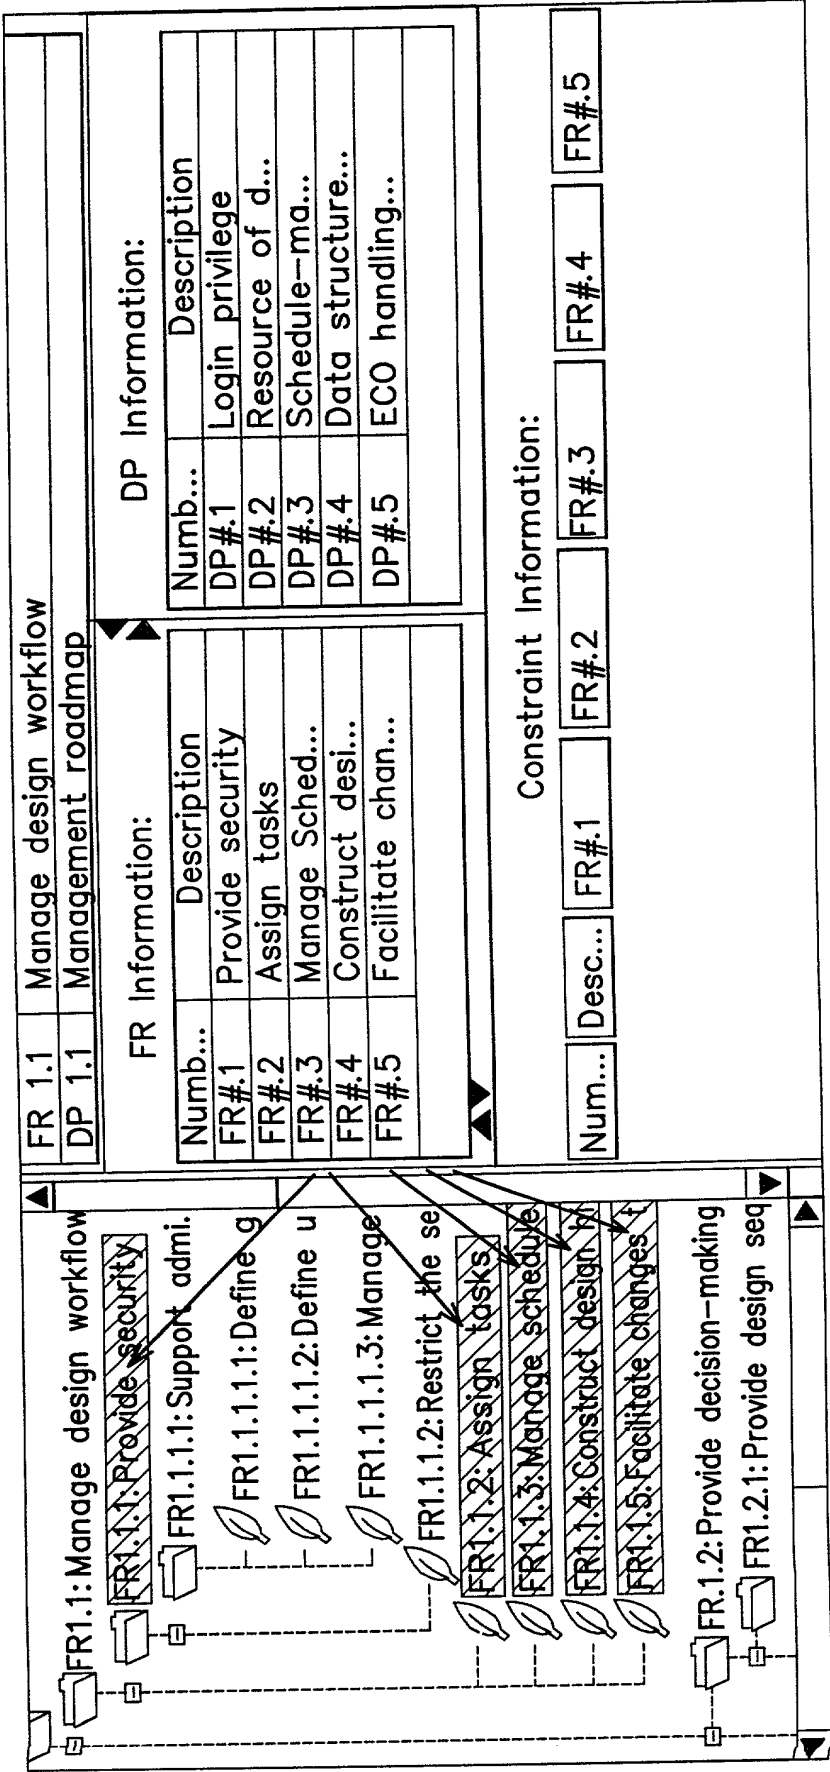 FR1.1:Manage design workflow
FR1.1.1:Provide security
FR1.1.1.1:Support admi.
FR1.1.1.1.1:Define g
FR1.1.1.1.2:Define u
FR1.1.1.1.3:Manage
FR1.1.1.2:Restrict the se
FR1.1.2: Assign tasks
FR1.1.3:Manage schedule
FR1.1.4:Construct design hi
FR1.1.5:Facilitate changes t
FR.1.2:Provide decision–making
FR1.2.1:Provide design seq
FR 1.1 Manage design workflow
DP 1.1 Management roadmap
FR Information:
Numb... Description
FR#.1 Provide security
FR#.2 Assign tasks
FR#.3 Manage Sched...
FR#.4 Construct desi...
FR#.5 Facilitate chan...
DP Information:
Numb... Description
DP#.1 Login privilege
DP#.2 Resource of d...
DP#.3 Schedule–ma...
DP#.4 Data structure...
DP#.5 ECO handling...
Constraint Information:
Num... Desc... FR#.1 FR#.2 FR#.3 FR#.4 FR#.5